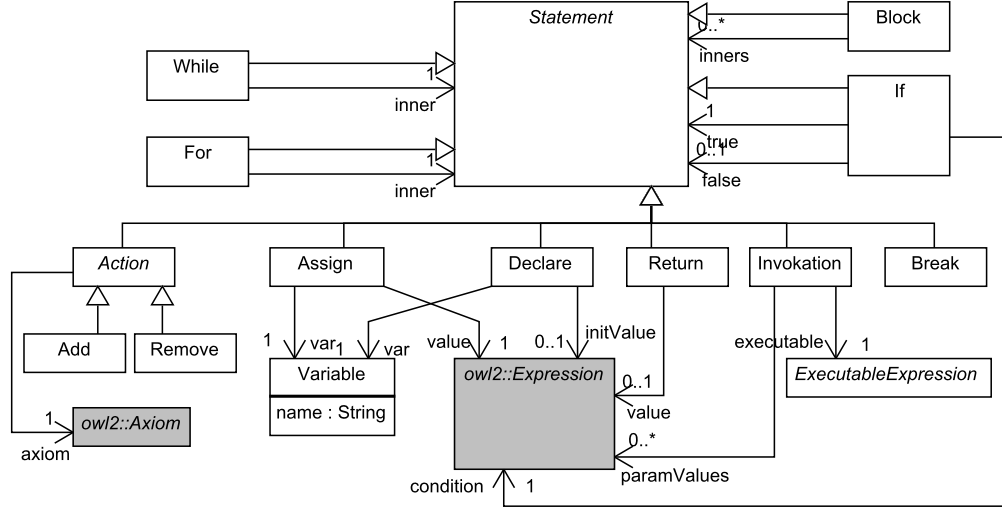 Statement
Block
0..*
inners
While
1
inner
If
1
true
0..1
false
For
1
inner
Action
Assign
Declare
Return
Invokation
Break
Add
Remove
1
var
1
var
value
1
0..1
initValue
executable
1
Variable
name : String
owl2::Expression
ExecutableExpression
0..1
value
1
owl2::Axiom
axiom
0..*
paramValues
condition
1